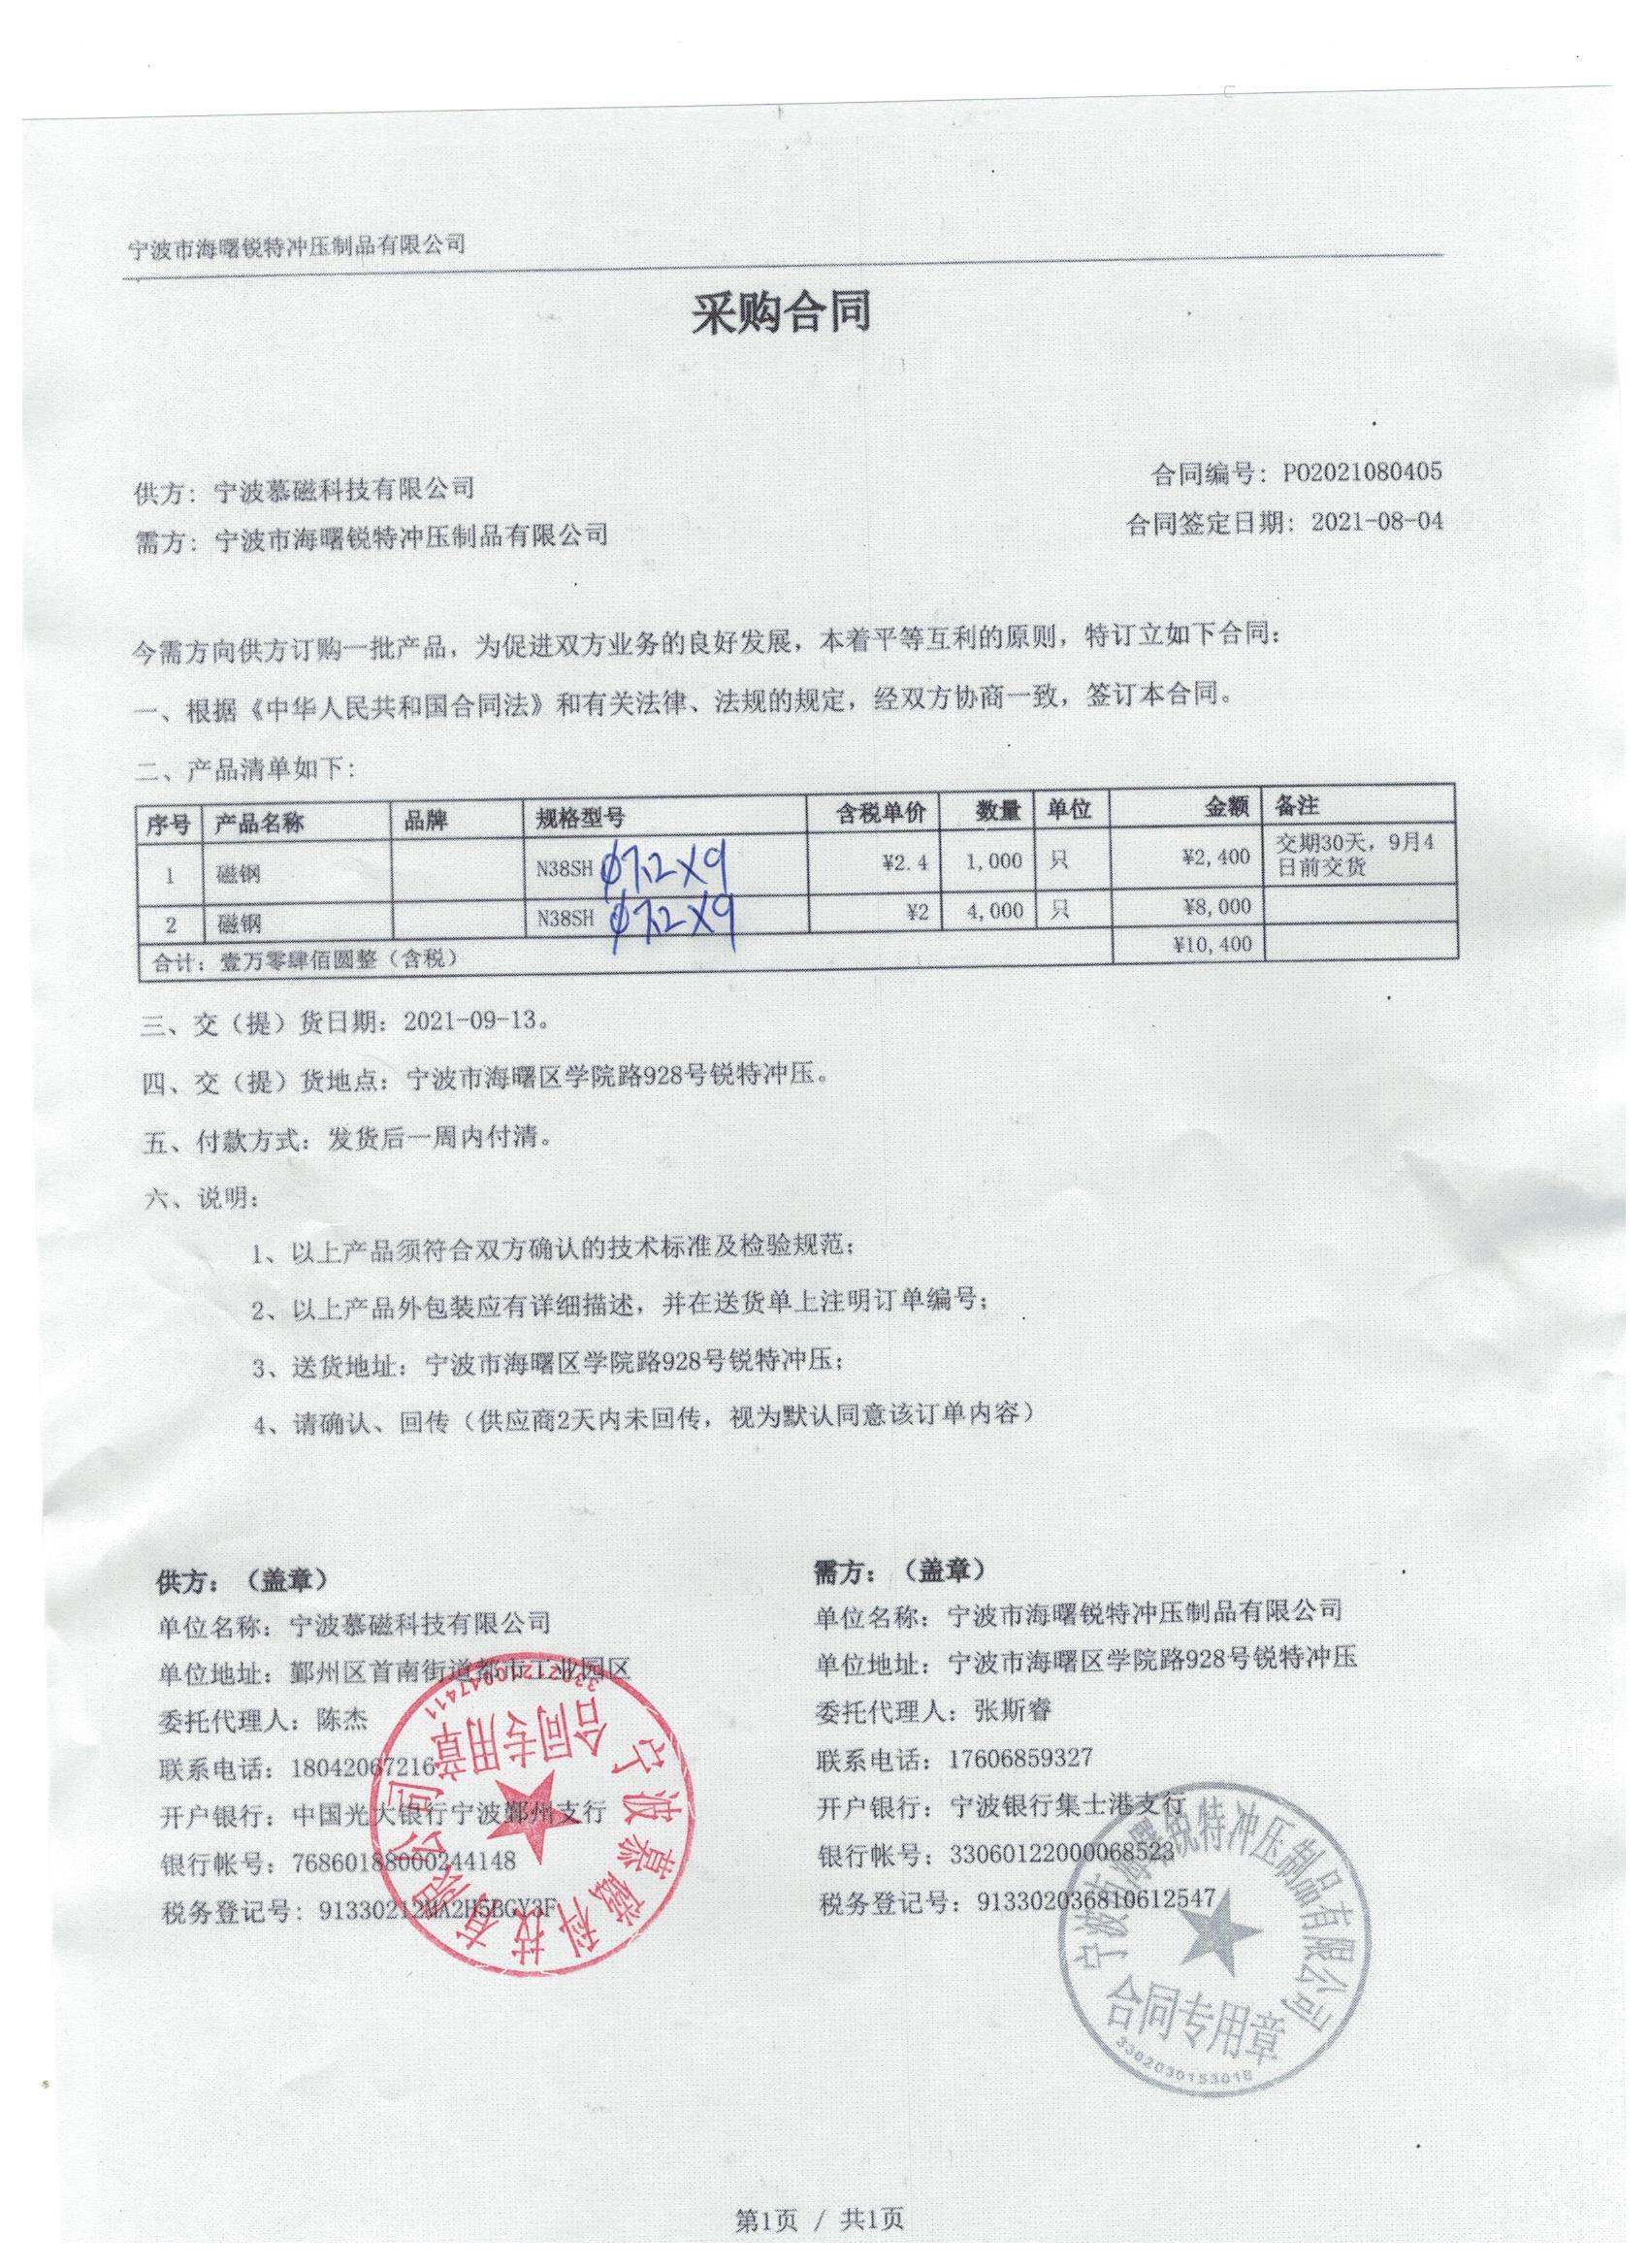 宁波市海曙锐特冲压制品有限公司
采购合同
供方: 宁波慕磁科技有限公司
合同编号: PO2021080405
需方: 宁波市海曙锐特冲压制品有限公司
合同签定日期: 2021-08-04
今需方向供方订购一批产品，为促进双方业务的良好发展，本着平等互利的原则，特订立如下合同:
一、根据《中华人民共和国合同法》和有关法律、法规的规定，经双方协商一致，签订本合同。
二、产品清单如下:
序号 产品名称 品牌 规格型号 含税单价 数量 单位 金额 备注
1 磁钢 N38SH φ7.2X9 ¥2.4 1,000 只 ¥2,400 交期30天，9月4日前交货
2 磁钢 N38SH φ7.2X9 ¥2 4,000 只 ¥8,000
合计: 壹万零肆佰圆整（含税） ¥10,400
三、交（提）货日期: 2021-09-13。
四、交（提）货地点: 宁波市海曙区学院路928号锐特冲压。
五、付款方式: 发货后一周内付清。
六、说明:
1、以上产品须符合双方确认的技术标准及检验规范;
2、以上产品外包装应有详细描述，并在送货单上注明订单编号;
3、送货地址: 宁波市海曙区学院路928号锐特冲压;
4、请确认、回传（供应商2天内未回传，视为默认同意该订单内容）
供方: （盖章）
单位名称: 宁波慕磁科技有限公司
单位地址: 鄞州区首南街道都市工业园区
委托代理人: 陈杰
联系电话: 18042067216
开户银行: 中国光大银行宁波鄞州支行
银行帐号: 76860188000244148
税务登记号: 91330212MA2H5BGY3F
需方: （盖章）
单位名称: 宁波市海曙锐特冲压制品有限公司
单位地址: 宁波市海曙区学院路928号锐特冲压
委托代理人: 张斯睿
联系电话: 17606859327
开户银行: 宁波银行集士港支行
银行帐号: 33060122000068523
税务登记号: 913302036810612547
宁波慕磁科技有限公司
合同专用章
宁波市海曙锐特冲压制品有限公司
合同专用章
3302030153018
第1页 / 共1页